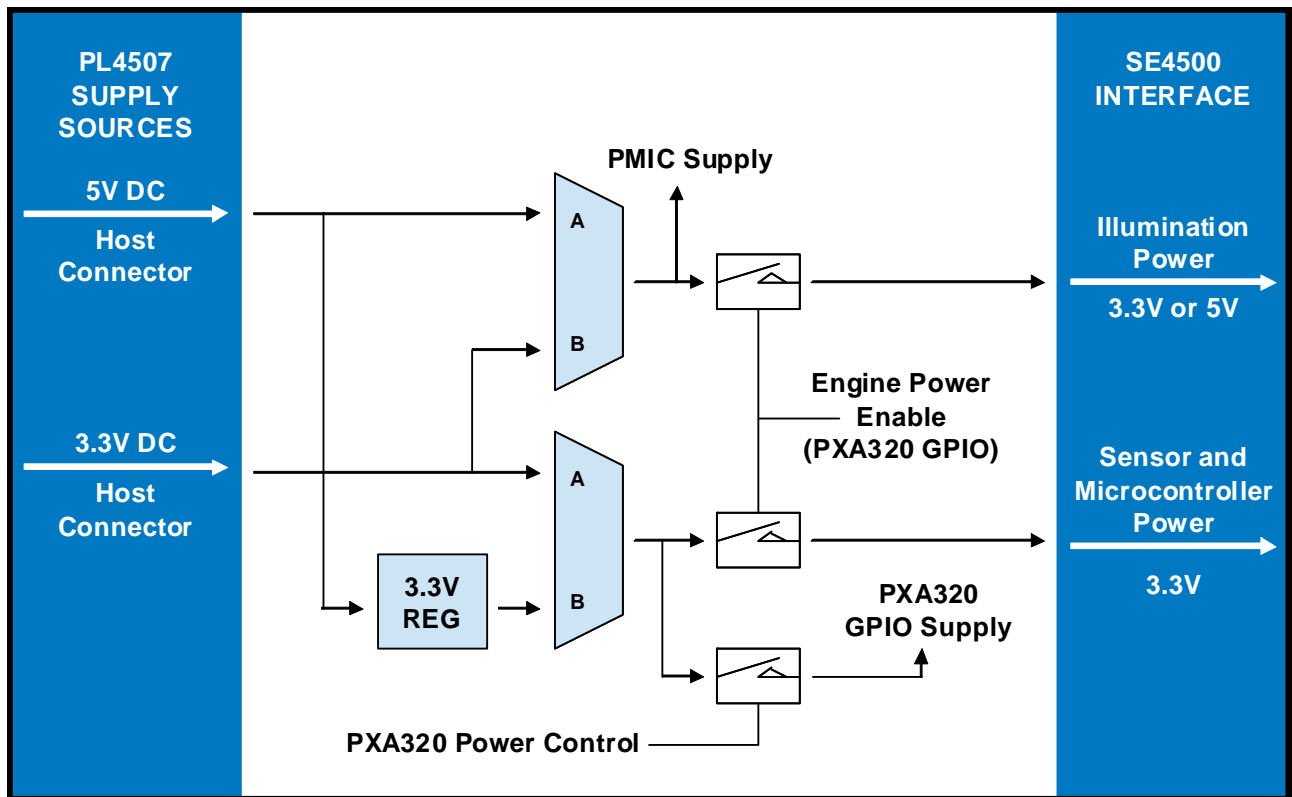 PL4507
SUPPLY
SOURCES
5V DC
Host
Connector
3.3V DC
Host
Connector
A
B
PMIC Supply
A
B
3.3V
REG
Engine Power
Enable
(PXA320 GPIO)
PXA320
GPIO Supply
PXA320 Power Control
SE4500
INTERFACE
Illumination
Power
3.3V or 5V
Sensor and
Microcontroller
Power
3.3V